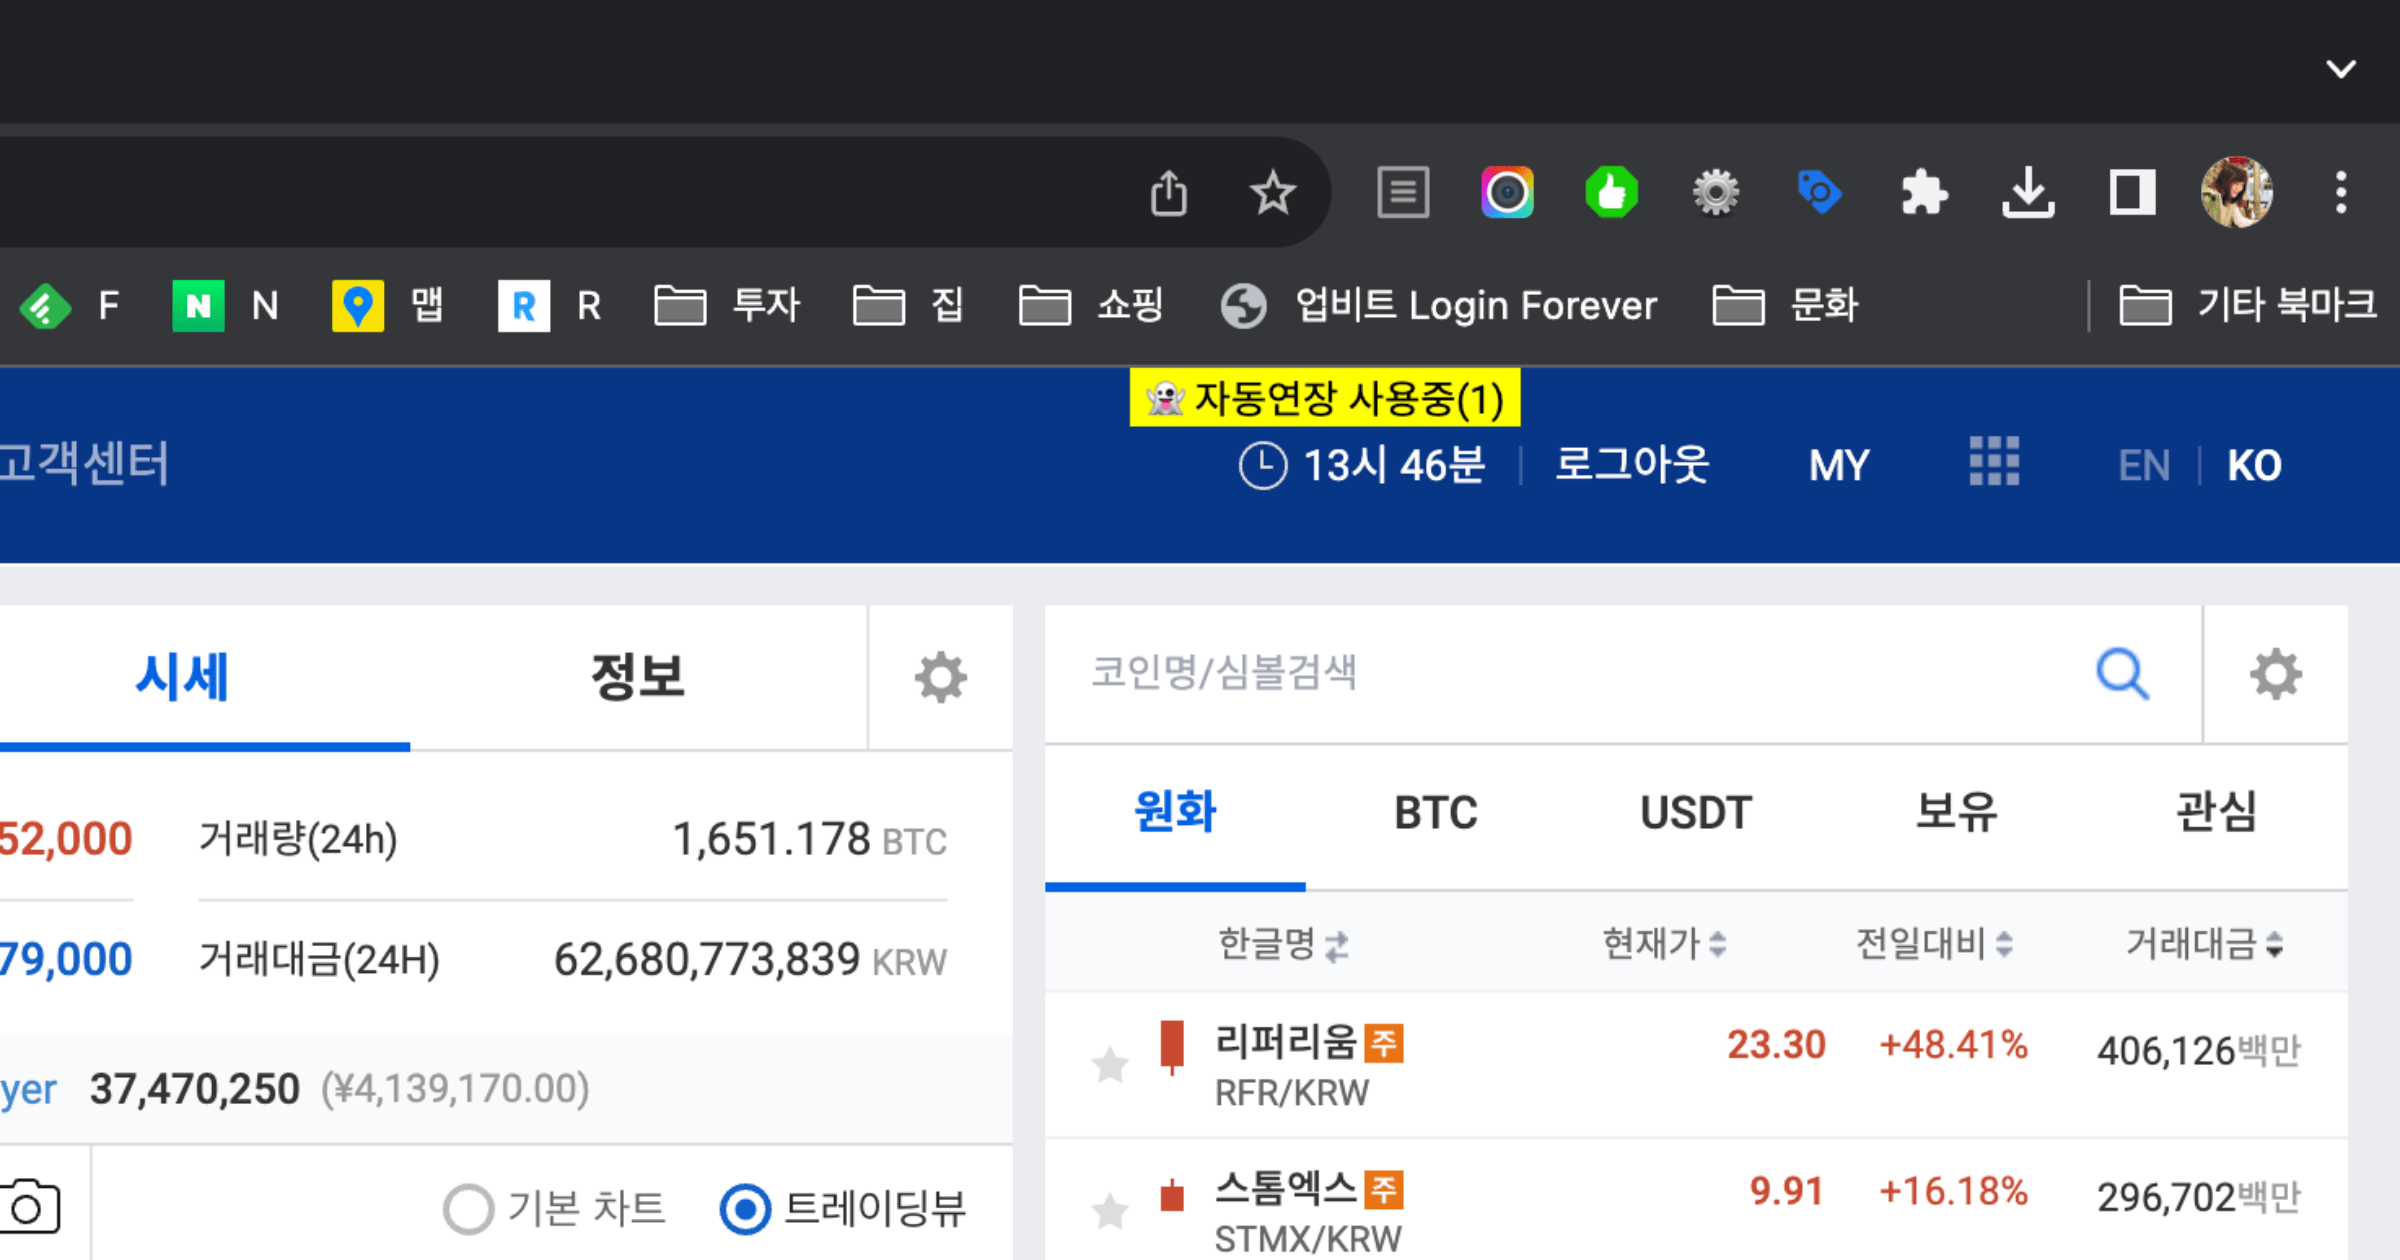 F N N 맵 R R 투자 집 쇼핑 업비트 Login Forever 문화 기타 북마크
👻 자동연장 사용중(1)
고객센터 13시 46분 로그아웃 MY EN KO
시세 정보 코인명/심볼검색
원화 BTC USDT 보유 관심
52,000 거래량(24h) 1,651.178 BTC
한글명 현재가 전일대비 거래대금
79,000 거래대금(24H) 62,680,773,839 KRW
리퍼리움 주 23.30 +48.41% 406,126백만
RFR/KRW
yer 37,470,250 (¥4,139,170.00)
스톰엑스 주 9.91 +16.18% 296,702백만
STMX/KRW
기본 차트 트레이딩뷰